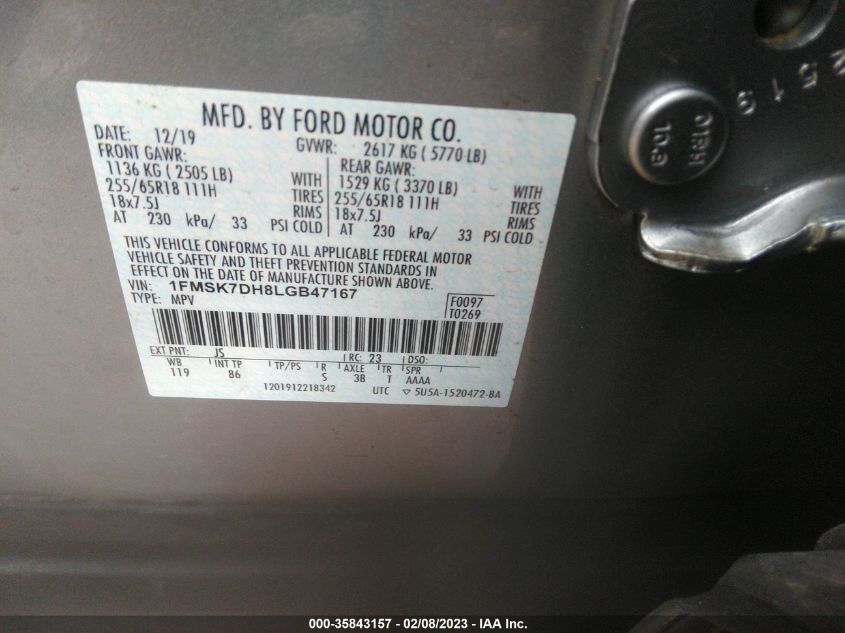 MFD. BY FORD MOTOR CO.
DATE: 12/19 GVWR: 2617 KG ( 5770 LB)
FRONT GAWR: REAR GAWR:
1136 KG ( 2505 LB) WITH 1529 KG ( 3370 LB) WITH
255/65R18 111H TIRES 255/65R18 111H TIRES
18x7.5J RIMS 18x7.5J RIMS
AT 230 kPa/ 33 PSI COLD AT 230 kPa/ 33 PSI COLD
THIS VEHICLE CONFORMS TO ALL APPLICABLE FEDERAL MOTOR
VEHICLE SAFETY AND THEFT PREVENTION STANDARDS IN
EFFECT ON THE DATE OF MANUFACTURE SHOWN ABOVE.
VIN: 1FMSK7DH8LGB47167
TYPE: MPV F0097
T0269
EXT PNT: JS RC: 23 DSO:
WB INT TP TP/PS R AXLE TR SPR
119 86 S 3B T AAAA
1201912218342 UTC ▽ 5U5A-1520472-BA
01RH
10.9
R513
000-35843157 — 02/08/2023 — IAA Inc.